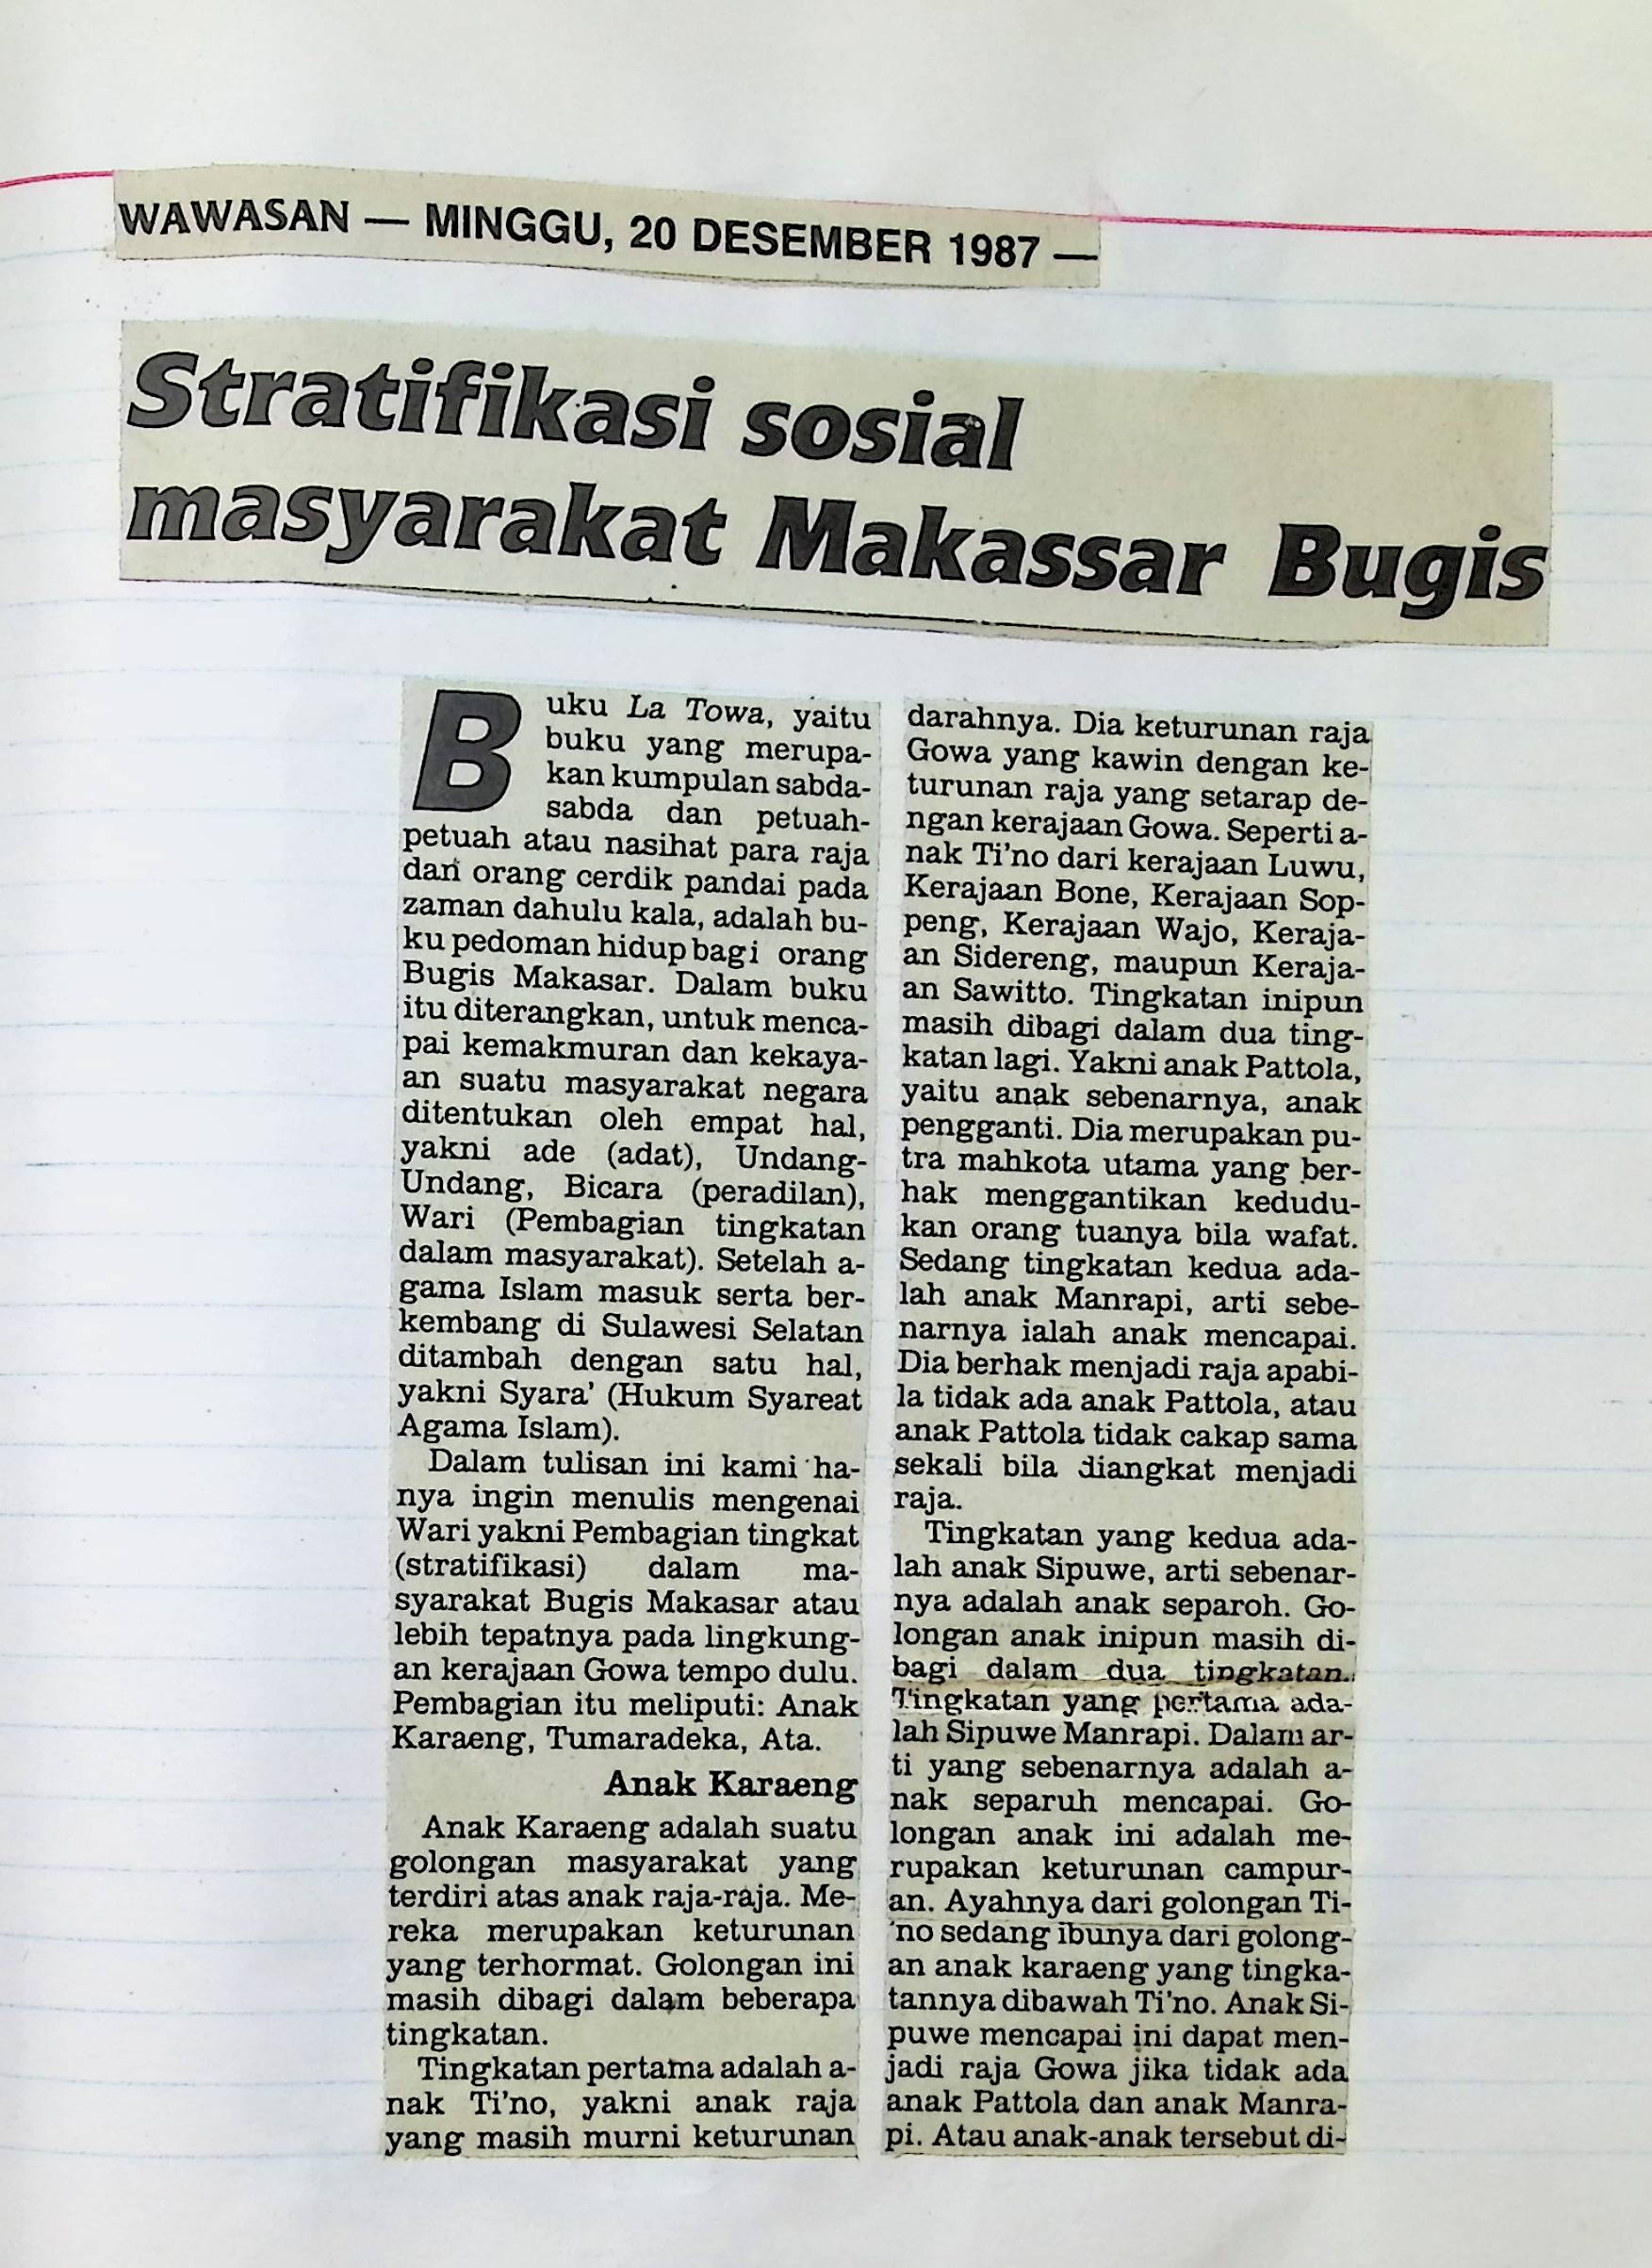 WAWASAN — MINGGU, 20 DESEMBER 1987 —
Stratifikasi sosial
masyarakat Makassar Bugis
Buku La Towa, yaitu
buku yang merupa-
kan kumpulan sabda-
sabda dan petuah-
petuah atau nasihat para raja
dari orang cerdik pandai pada
zaman dahulu kala, adalah bu-
ku pedoman hidup bagi orang
Bugis Makasar. Dalam buku
itu diterangkan, untuk menca-
pai kemakmuran dan kekaya-
an suatu masyarakat negara
ditentukan oleh empat hal,
yakni ade (adat), Undang-
Undang, Bicara (peradilan),
Wari (Pembagian tingkatan
dalam masyarakat). Setelah a-
gama Islam masuk serta ber-
kembang di Sulawesi Selatan
ditambah dengan satu hal,
yakni Syara' (Hukum Syareat
Agama Islam).
Dalam tulisan ini kami ha-
nya ingin menulis mengenai
Wari yakni Pembagian tingkat
(stratifikasi) dalam ma-
syarakat Bugis Makasar atau
lebih tepatnya pada lingkung-
an kerajaan Gowa tempo dulu.
Pembagian itu meliputi: Anak
Karaeng, Tumaradeka, Ata.
Anak Karaeng
Anak Karaeng adalah suatu
golongan masyarakat yang
terdiri atas anak raja-raja. Me-
reka merupakan keturunan
yang terhormat. Golongan ini
masih dibagi dalam beberapa
tingkatan.
Tingkatan pertama adalah a-
nak Ti'no, yakni anak raja
yang masih murni keturunan
darahnya. Dia keturunan raja
Gowa yang kawin dengan ke-
turunan raja yang setarap de-
ngan kerajaan Gowa. Seperti a-
nak Ti'no dari kerajaan Luwu,
Kerajaan Bone, Kerajaan Sop-
peng, Kerajaan Wajo, Keraja-
an Sidereng, maupun Keraja-
an Sawitto. Tingkatan inipun
masih dibagi dalam dua ting-
katan lagi. Yakni anak Pattola,
yaitu anak sebenarnya, anak
pengganti. Dia merupakan pu-
tra mahkota utama yang ber-
hak menggantikan kedudu-
kan orang tuanya bila wafat.
Sedang tingkatan kedua ada-
lah anak Manrapi, arti sebe-
narnya ialah anak mencapai.
Dia berhak menjadi raja apabi-
la tidak ada anak Pattola, atau
anak Pattola tidak cakap sama
sekali bila diangkat menjadi
raja.
Tingkatan yang kedua ada-
lah anak Sipuwe, arti sebenar-
nya adalah anak separoh. Go-
longan anak inipun masih di-
bagi dalam dua tingkatan.
Tingkatan yang pertama ada-
lah Sipuwe Manrapi. Dalam ar-
ti yang sebenarnya adalah a-
nak separuh mencapai. Go-
longan anak ini adalah me-
rupakan keturunan campur-
an. Ayahnya dari golongan Ti-
'no sedang ibunya dari golong-
an anak karaeng yang tingka-
tannya dibawah Ti'no. Anak Si-
puwe mencapai ini dapat men-
jadi raja Gowa jika tidak ada
anak Pattola dan anak Manra-
pi. Atau anak-anak tersebut di-